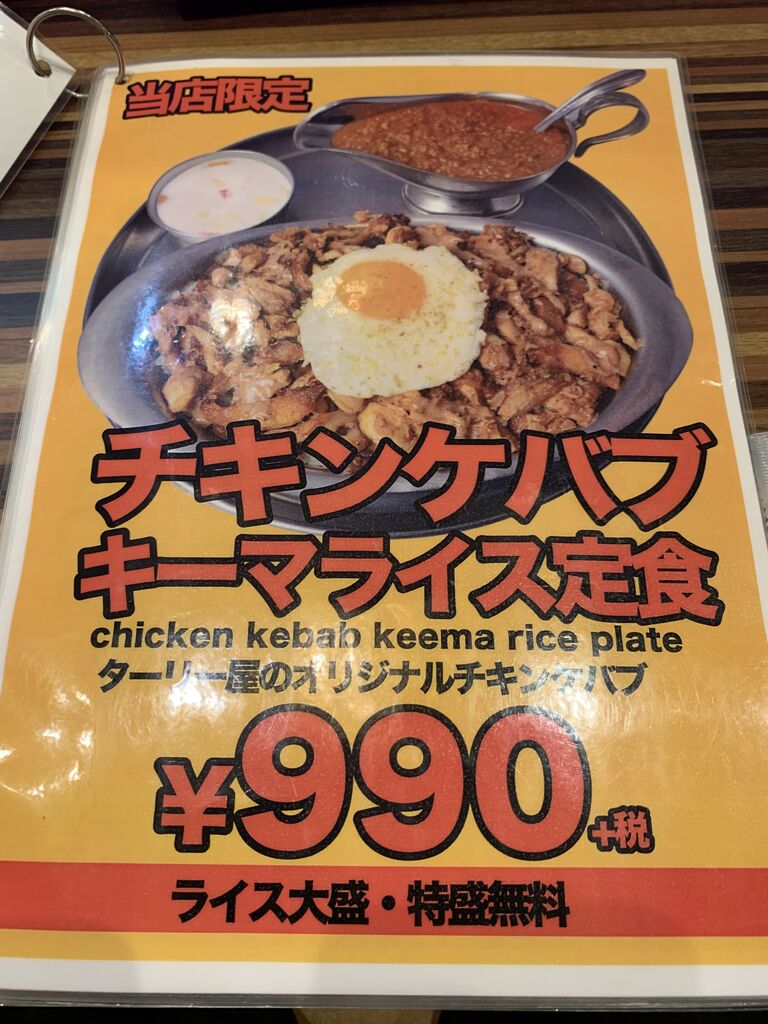 当店限定
チキンケバブ
キーマライス定食
chicken kebab keema rice plate
ターリー屋のオリジナルチキンケバブ
¥990+税
ライス大盛・特盛無料